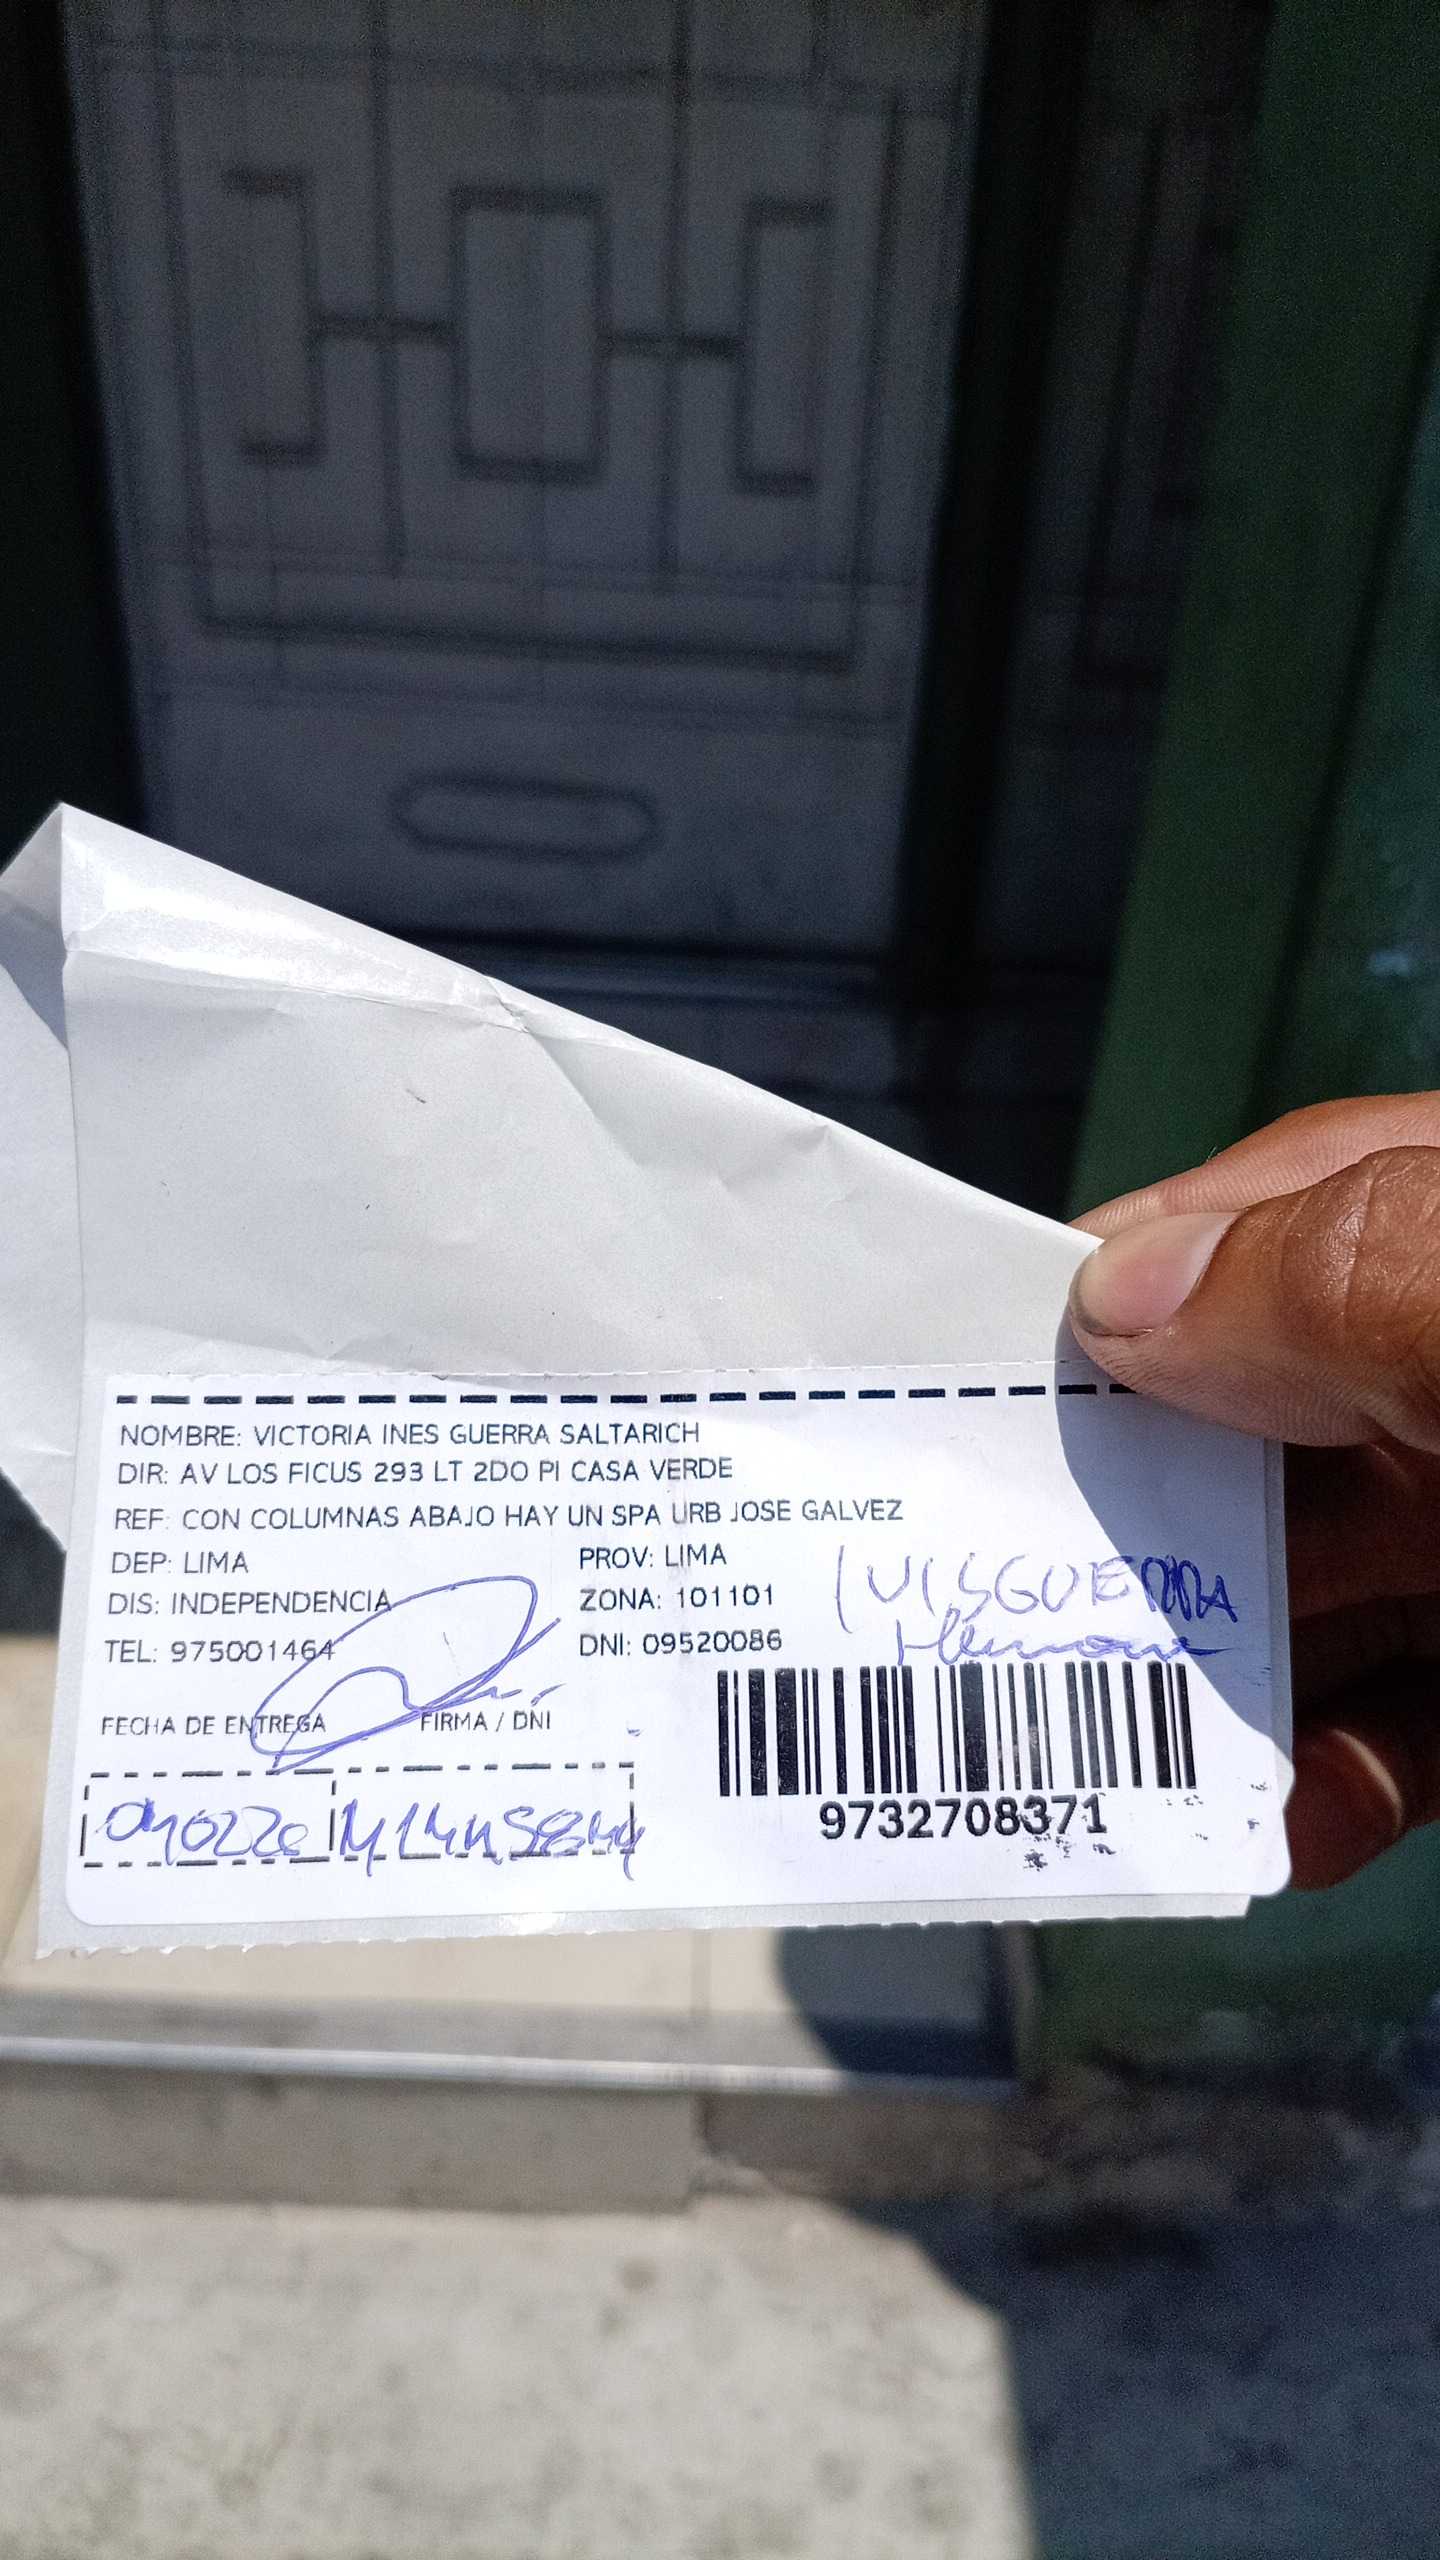 NOMBRE: VICTORIA INES GUERRA SALTARICH
DIR: AV LOS FICUS 293 LT 2DO PI CASA VERDE
REF: CON COLUMNAS ABAJO HAY UN SPA URB JOSE GALVEZ
DEP: LIMA PROV: LIMA
DIS: INDEPENDENCIA ZONA: 101101
TEL: 975001464 DNI: 09520086
LUIS GUERRA
FECHA DE ENTREGA FIRMA / DNI
9732708371